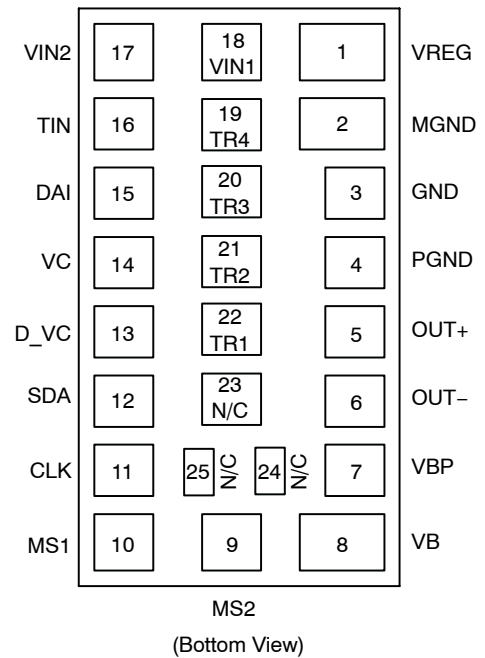 VIN2 17 18 1 VREG
VIN1
TIN 16 19 2 MGND
TR4
DAI 15 20 3 GND
TR3
VC 14 21 4 PGND
TR2
D_VC 13 22 5 OUT+
TR1
SDA 12 23 6 OUT−
N/C
CLK 11 25 N/C 24 N/C 7 VBP
MS1 10 9 8 VB
MS2
(Bottom View)